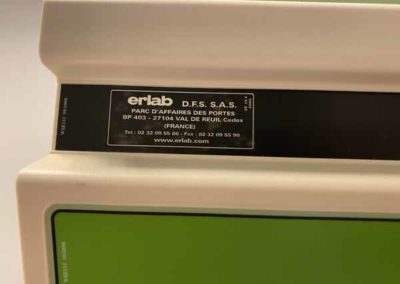 erlab D.F.S. S.A.S.
PARC D'AFFAIRES DES PORTES
BP 403 - 27104 VAL DE REUIL Cedex
(FRANCE)
Tel : 02 32 09 55 80 - Fax : 02 32 09 55 90
www.erlab.com